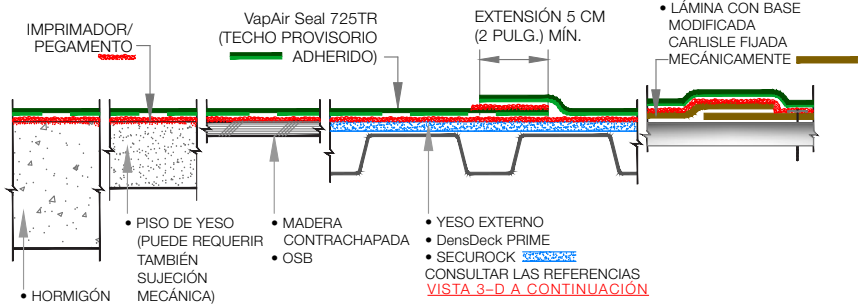 IMPRIMADOR/
PEGAMENTO
VapAir Seal 725TR
(TECHO PROVISORIO
ADHERIDO)
EXTENSIÓN 5 CM
(2 PULG.) MÍN.
• LÁMINA CON BASE
MODIFICADA
CARLISLE FIJADA
MECÁNICAMENTE
• HORMIGÓN
• PISO DE YESO
(PUEDE REQUERIR
TAMBIÉN
SUJECIÓN
MECÁNICA)
• MADERA
CONTRACHAPADA
• OSB
• YESO EXTERNO
• DensDeck PRIME
• SECUROCK
CONSULTAR LAS REFERENCIAS
VISTA 3-D A CONTINUACIÓN